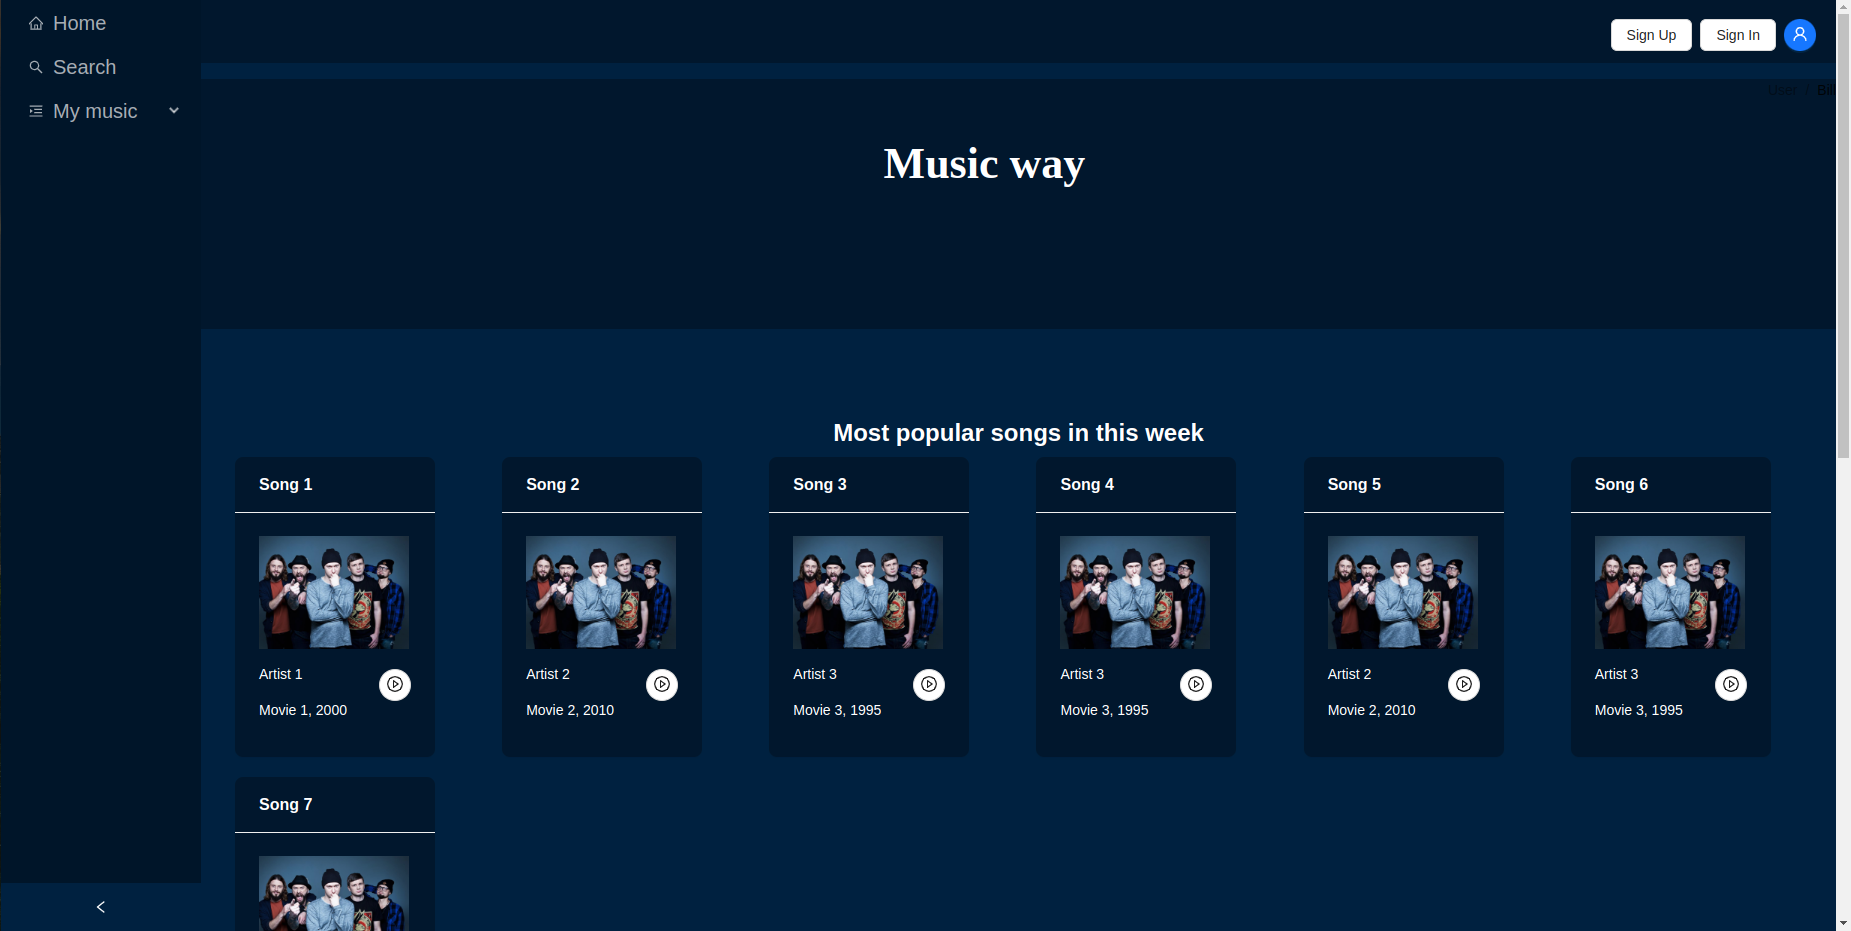 Home
Search
My music
Sign Up
Sign In
User / Bill
Music way
Most popular songs in this week
Song 1
Artist 1
Movie 1, 2000
Song 2
Artist 2
Movie 2, 2010
Song 3
Artist 3
Movie 3, 1995
Song 4
Artist 3
Movie 3, 1995
Song 5
Artist 2
Movie 2, 2010
Song 6
Artist 3
Movie 3, 1995
Song 7